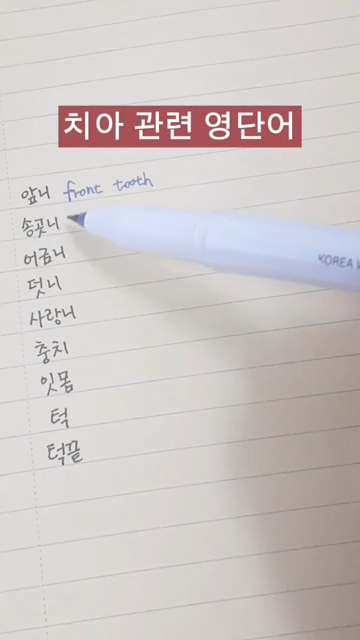 치아 관련 영단어
앞니 front tooth
송곳니
어금니
덧니
사랑니
충치
잇몸
턱
턱끝
KOREA